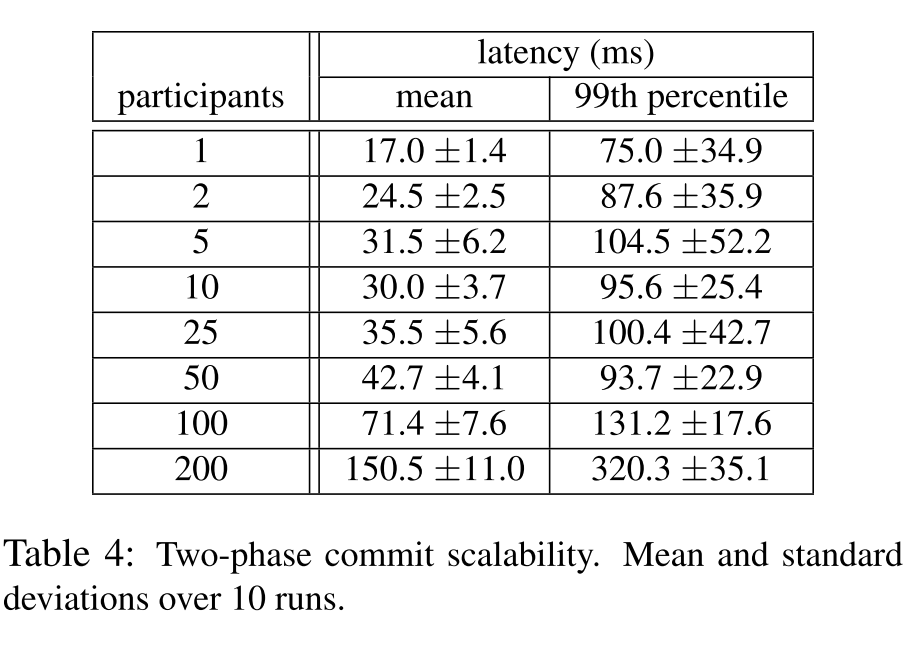 latency (ms)
participants mean 99th percentile
1 17.0 ±1.4 75.0 ±34.9
2 24.5 ±2.5 87.6 ±35.9
5 31.5 ±6.2 104.5 ±52.2
10 30.0 ±3.7 95.6 ±25.4
25 35.5 ±5.6 100.4 ±42.7
50 42.7 ±4.1 93.7 ±22.9
100 71.4 ±7.6 131.2 ±17.6
200 150.5 ±11.0 320.3 ±35.1
Table 4: Two-phase commit scalability. Mean and standard
deviations over 10 runs.